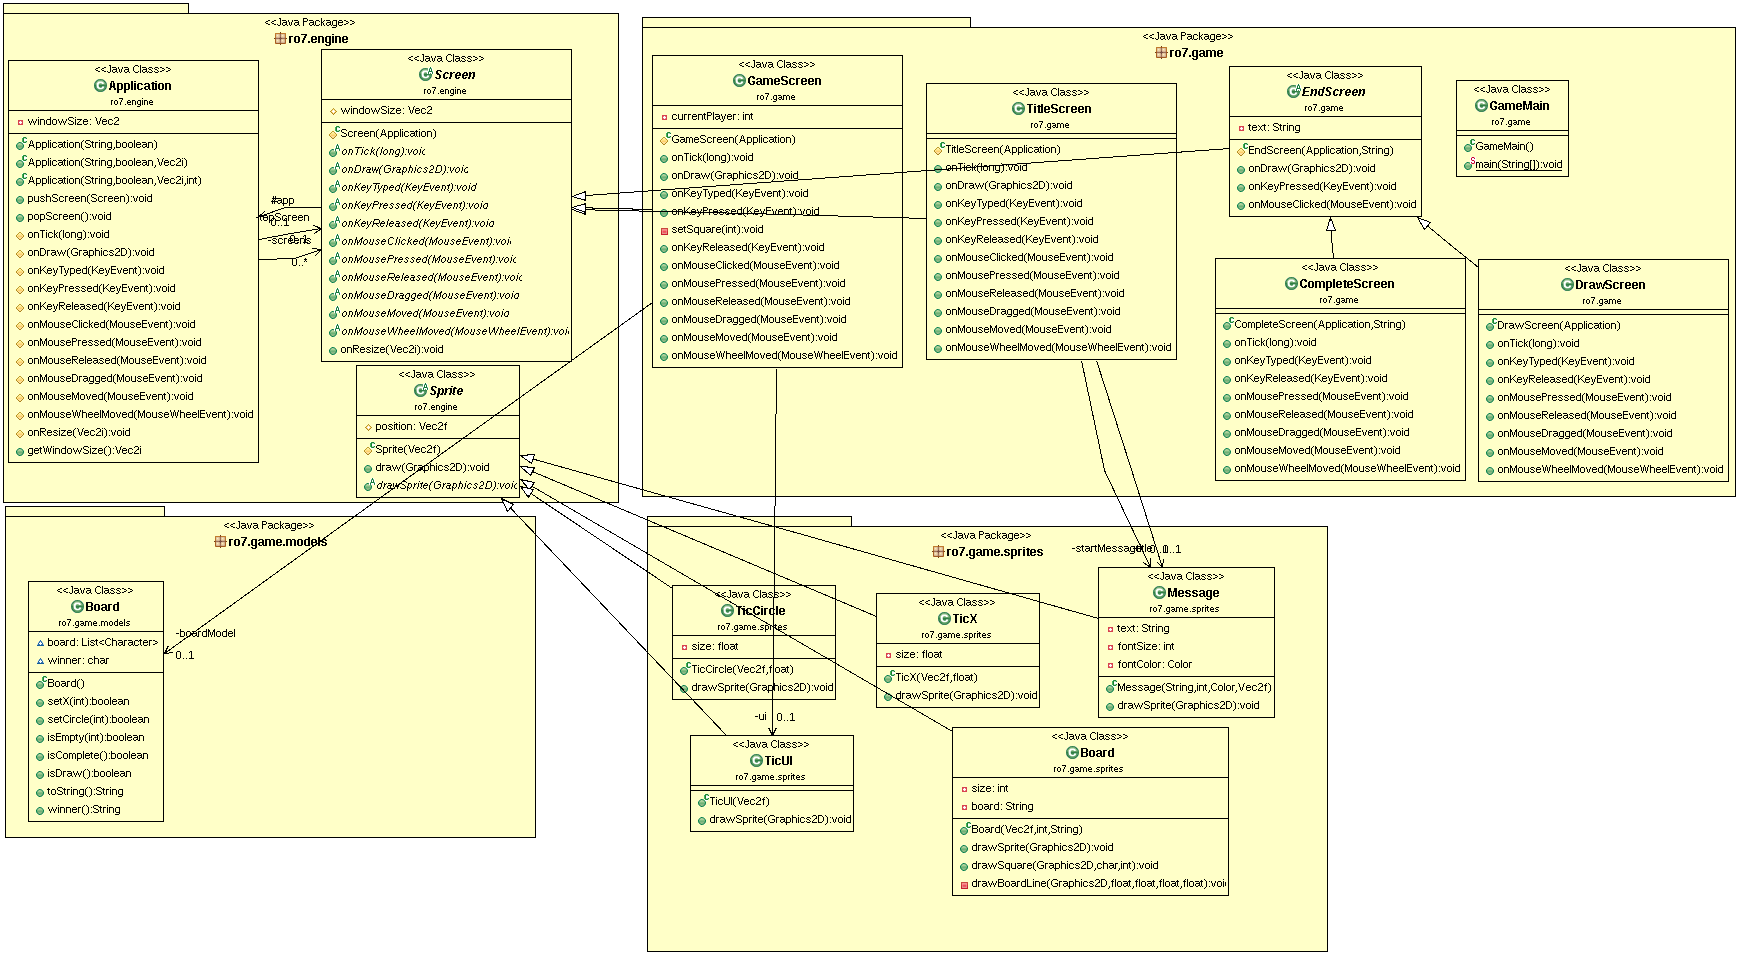 <<Java Package>>
ro7.engine
<<Java Class>>
Application
ro7.engine
windowSize: Vec2
Application(String,boolean)
Application(String,boolean,Vec2i)
Application(String,boolean,Vec2i,int)
pushScreen(Screen):void
popScreen():void
onTick(long):void
onDraw(Graphics2D):void
onKeyTyped(KeyEvent):void
onKeyPressed(KeyEvent):void
onKeyReleased(KeyEvent):void
onMouseClicked(MouseEvent):void
onMousePressed(MouseEvent):void
onMouseReleased(MouseEvent):void
onMouseDragged(MouseEvent):void
onMouseMoved(MouseEvent):void
onMouseWheelMoved(MouseWheelEvent):void
onResize(Vec2i):void
getWindowSize():Vec2i
#app
0..1
topScreen
0..1
-screens
0..*
<<Java Class>>
Screen
ro7.engine
windowSize: Vec2
Screen(Application)
onTick(long):void
onDraw(Graphics2D):void
onKeyTyped(KeyEvent):void
onKeyPressed(KeyEvent):void
onKeyReleased(KeyEvent):void
onMouseClicked(MouseEvent):void
onMousePressed(MouseEvent):void
onMouseReleased(MouseEvent):void
onMouseDragged(MouseEvent):void
onMouseMoved(MouseEvent):void
onMouseWheelMoved(MouseWheelEvent):void
onResize(Vec2i):void
<<Java Class>>
Sprite
ro7.engine
position: Vec2f
Sprite(Vec2f)
draw(Graphics2D):void
drawSprite(Graphics2D):void
<<Java Package>>
ro7.game
<<Java Class>>
GameScreen
ro7.game
currentPlayer: int
GameScreen(Application)
onTick(long):void
onDraw(Graphics2D):void
onKeyTyped(KeyEvent):void
onKeyPressed(KeyEvent):void
setSquare(int):void
onKeyReleased(KeyEvent):void
onMouseClicked(MouseEvent):void
onMousePressed(MouseEvent):void
onMouseReleased(MouseEvent):void
onMouseDragged(MouseEvent):void
onMouseMoved(MouseEvent):void
onMouseWheelMoved(MouseWheelEvent):void
<<Java Class>>
TitleScreen
ro7.game
TitleScreen(Application)
onTick(long):void
onDraw(Graphics2D):void
onKeyTyped(KeyEvent):void
onKeyPressed(KeyEvent):void
onKeyReleased(KeyEvent):void
onMouseClicked(MouseEvent):void
onMousePressed(MouseEvent):void
onMouseReleased(MouseEvent):void
onMouseDragged(MouseEvent):void
onMouseMoved(MouseEvent):void
onMouseWheelMoved(MouseWheelEvent):void
<<Java Class>>
EndScreen
ro7.game
text: String
EndScreen(Application,String)
onDraw(Graphics2D):void
onKeyPressed(KeyEvent):void
onMouseClicked(MouseEvent):void
<<Java Class>>
GameMain
ro7.game
GameMain()
main(String[]):void
<<Java Class>>
CompleteScreen
ro7.game
CompleteScreen(Application,String)
onTick(long):void
onKeyTyped(KeyEvent):void
onKeyReleased(KeyEvent):void
onMousePressed(MouseEvent):void
onMouseReleased(MouseEvent):void
onMouseDragged(MouseEvent):void
onMouseMoved(MouseEvent):void
onMouseWheelMoved(MouseWheelEvent):void
<<Java Class>>
DrawScreen
ro7.game
DrawScreen(Application)
onTick(long):void
onKeyTyped(KeyEvent):void
onKeyReleased(KeyEvent):void
onMousePressed(MouseEvent):void
onMouseReleased(MouseEvent):void
onMouseDragged(MouseEvent):void
onMouseMoved(MouseEvent):void
onMouseWheelMoved(MouseWheelEvent):void
<<Java Package>>
ro7.game.models
<<Java Class>>
Board
ro7.game.models
board: List<Character>
winner: char
Board()
setX(int):boolean
setCircle(int):boolean
isEmpty(int):boolean
isComplete():boolean
isDraw():boolean
toString():String
winner():String
-boardModel
0..1
<<Java Package>>
ro7.game.sprites
-startMessage
0..1
0..1
<<Java Class>>
TicCircle
ro7.game.sprites
size: float
TicCircle(Vec2f,float)
drawSprite(Graphics2D):void
<<Java Class>>
TicX
ro7.game.sprites
size: float
TicX(Vec2f,float)
drawSprite(Graphics2D):void
<<Java Class>>
Message
ro7.game.sprites
text: String
fontSize: int
fontColor: Color
Message(String,int,Color,Vec2f)
drawSprite(Graphics2D):void
-ui
0..1
<<Java Class>>
TicUI
ro7.game.sprites
TicUI(Vec2f)
drawSprite(Graphics2D):void
<<Java Class>>
Board
ro7.game.sprites
size: int
board: String
Board(Vec2f,int,String)
drawSprite(Graphics2D):void
drawSquare(Graphics2D,char,int):void
drawBoardLine(Graphics2D,float,float,float,float):void